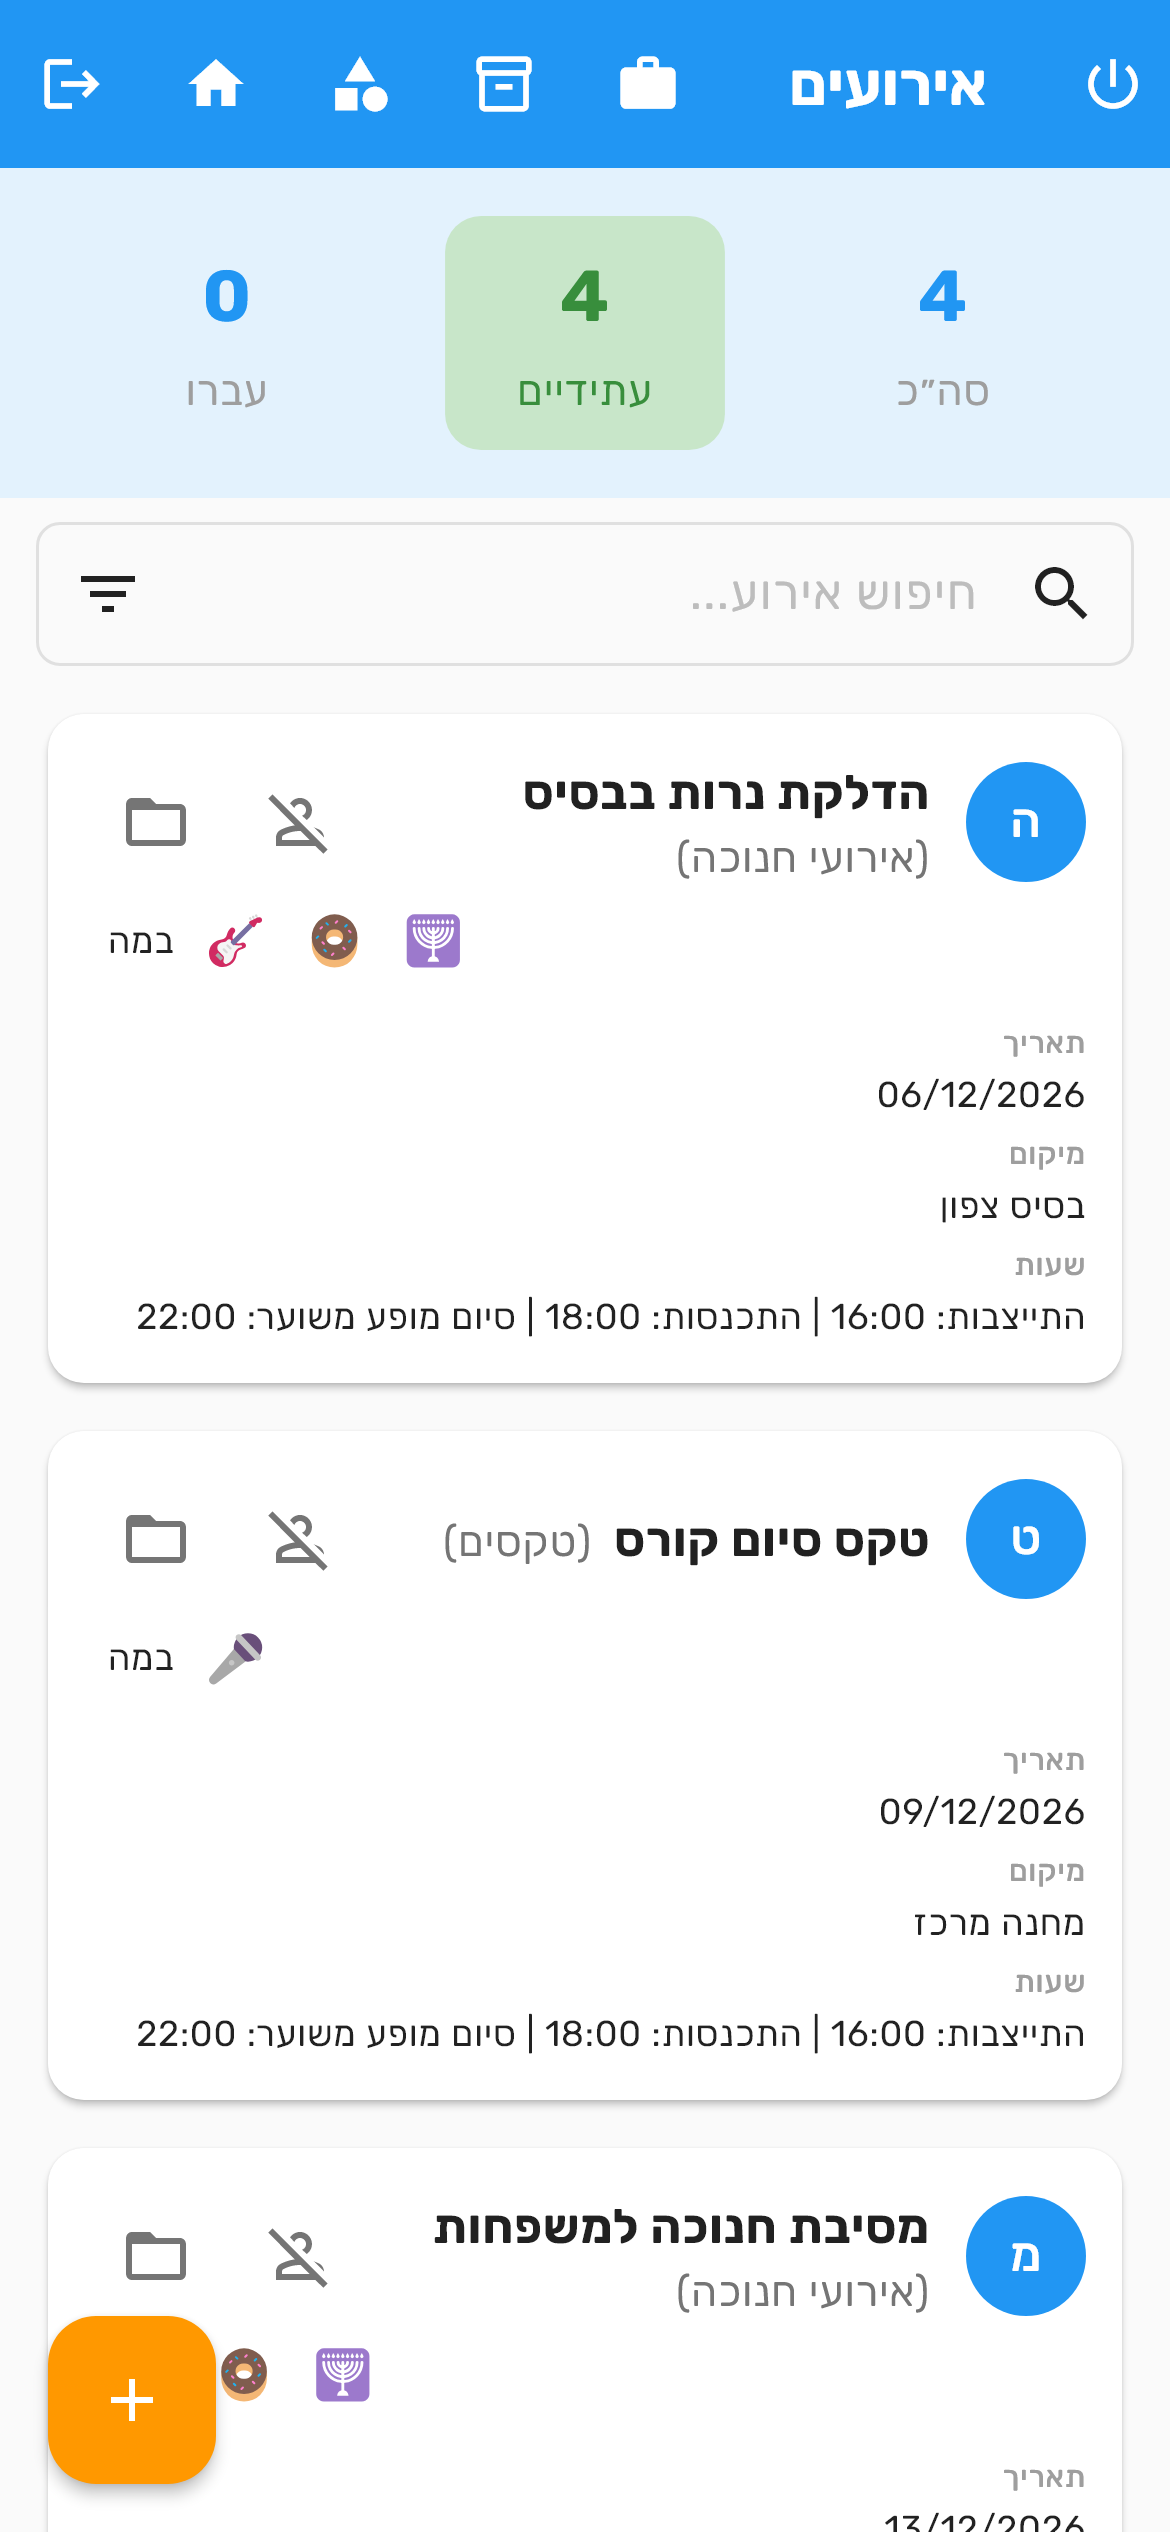 אירועים
4
סה״כ
4
עתידיים
0
עברו
חיפוש אירוע...
ה
הדלקת נרות בבסיס
(אירועי חנוכה)
במה
תאריך
06/12/2026
מיקום
בסיס צפון
שעות
התייצבות: 16:00 | התכנסות: 18:00 | סיום מופע משוער: 22:00
ט
טקס סיום קורס (טקסים)
במה
תאריך
09/12/2026
מיקום
מחנה מרכז
שעות
התייצבות: 16:00 | התכנסות: 18:00 | סיום מופע משוער: 22:00
מ
מסיבת חנוכה למשפחות
(אירועי חנוכה)
תאריך
13/12/2026